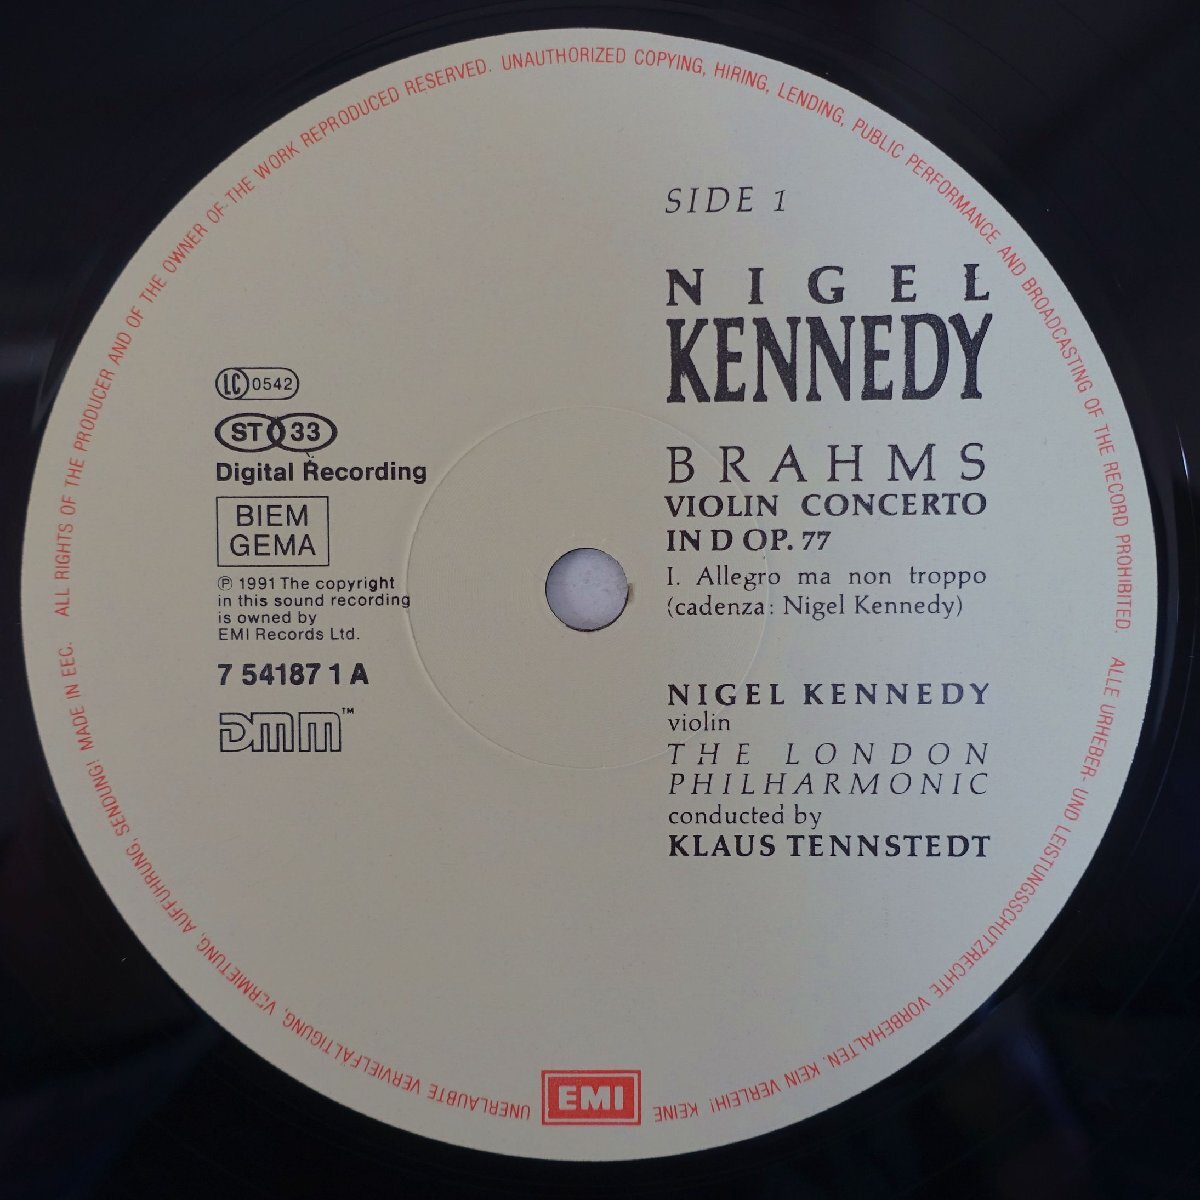 SIDE 1
NIGEL
KENNEDY
BRAHMS
VIOLIN CONCERTO
IN D OP. 77
I. Allegro ma non troppo
(cadenza: Nigel Kennedy)
NIGEL KENNEDY
violin
THE LONDON
PHILHARMONIC
conducted by
KLAUS TENNSTEDT
LC 0542
ST 33
Digital Recording
BIEM
GEMA
℗ 1991 The copyright
in this sound recording
is owned by
EMI Records Ltd.
7 54187 1 A
DMM™
EMI
ALL RIGHTS OF THE PRODUCER AND OF THE OWNER OF THE WORK REPRODUCED RESERVED. UNAUTHORIZED COPYING, HIRING, LENDING, PUBLIC PERFORMANCE AND BROADCASTING OF THE RECORD PROHIBITED.
ALLE URHEBER- UND LEISTUNGSSCHUTZRECHTE VORBEHALTEN. KEIN VERLEIH! KEINE UNERLAUBTE VERVIELFÄLTIGUNG, VERMIETUNG, AUFFÜHRUNG, SENDUNG! MADE IN EEC.